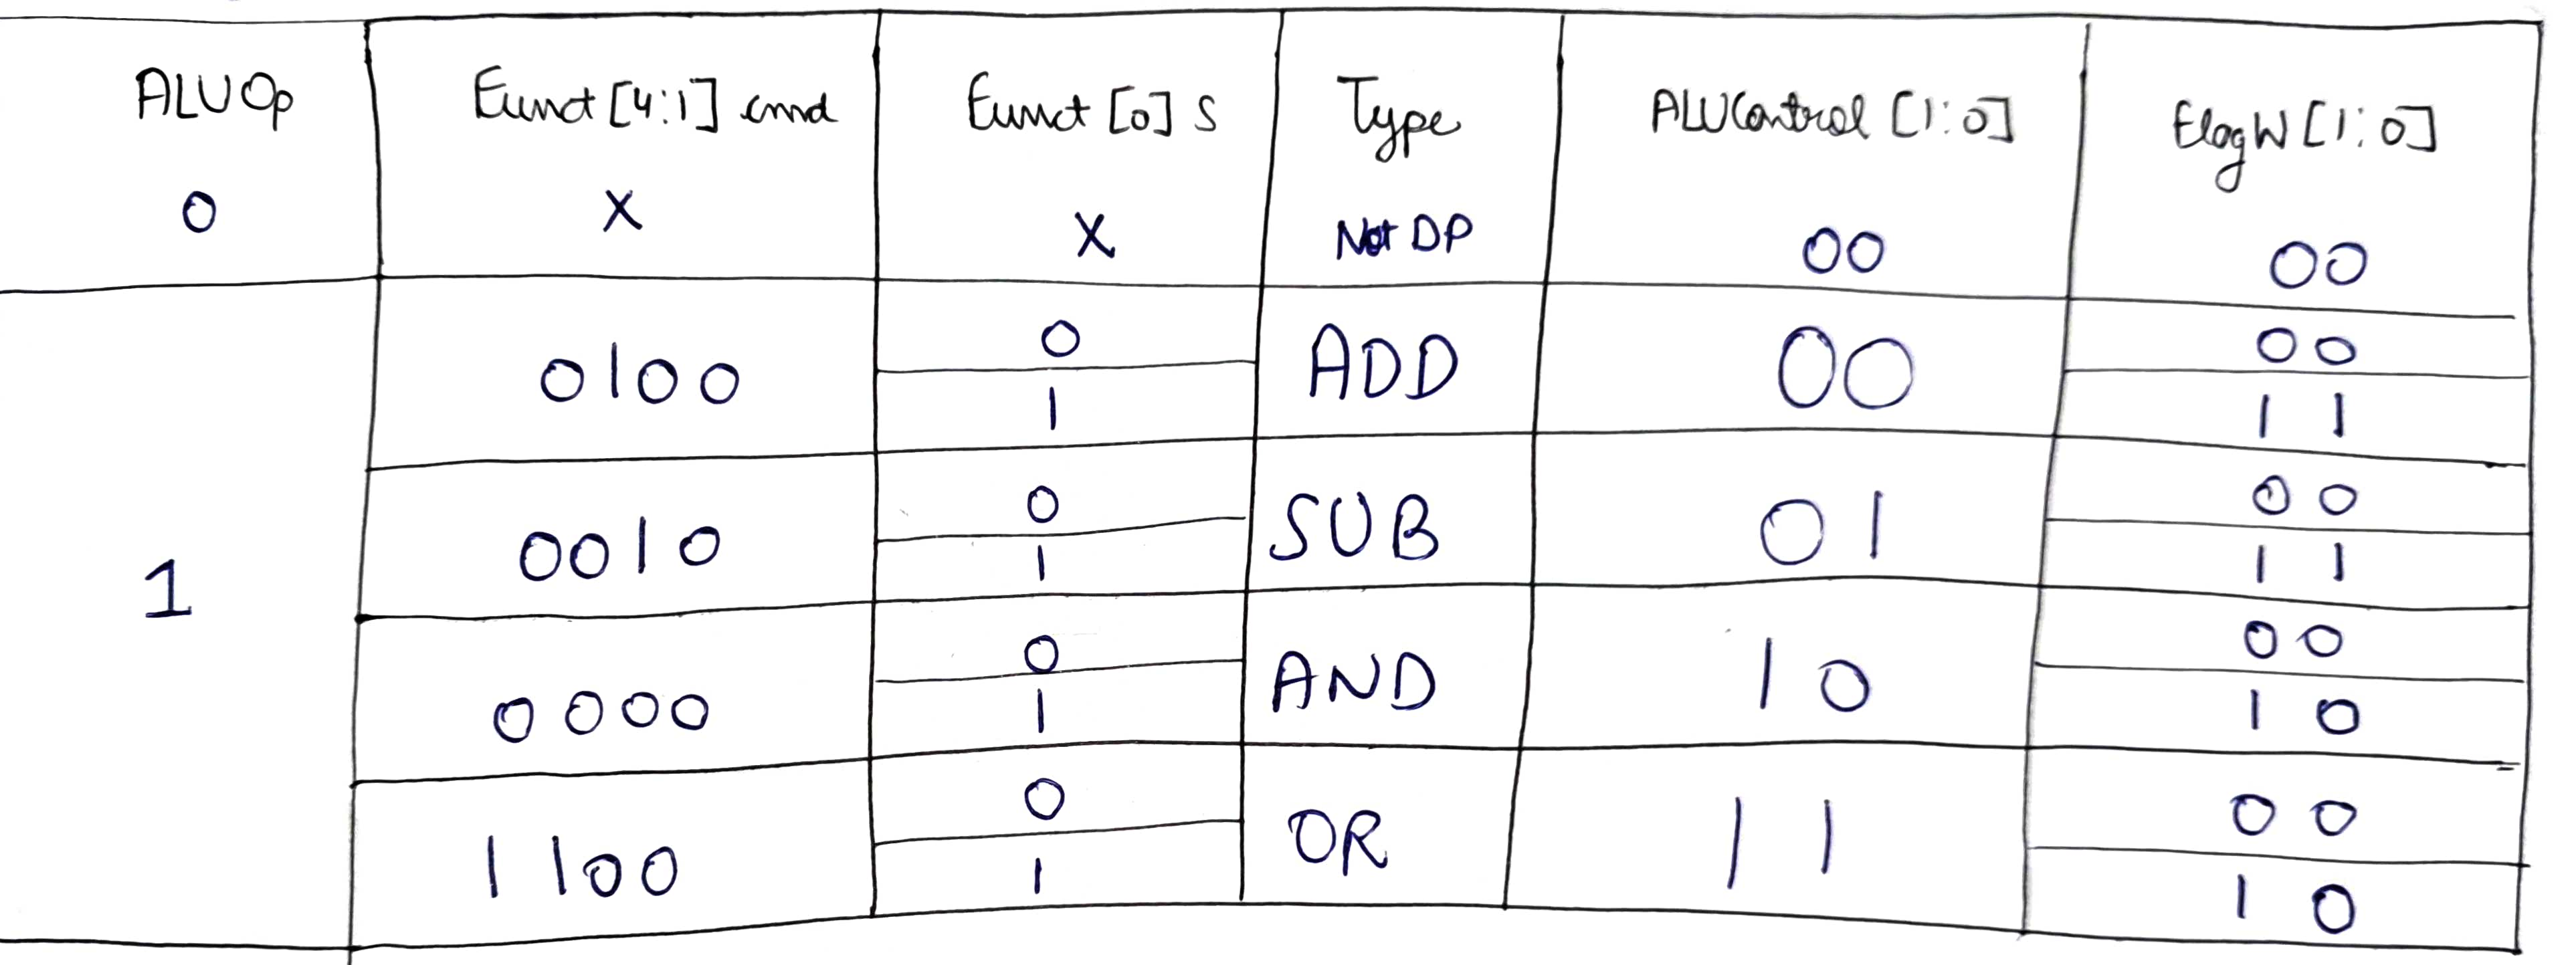 ALUOp Funct [4:1] cmd Funct [0] S Type ALUControl [1:0] FlagW [1:0]
0 X X Not DP 00 00
1
0100 0 ADD 00 00
1 11
0010 0 SUB 01 00
1 11
0000 0 AND 10 00
1 10
1100 0 OR 11 00
1 10